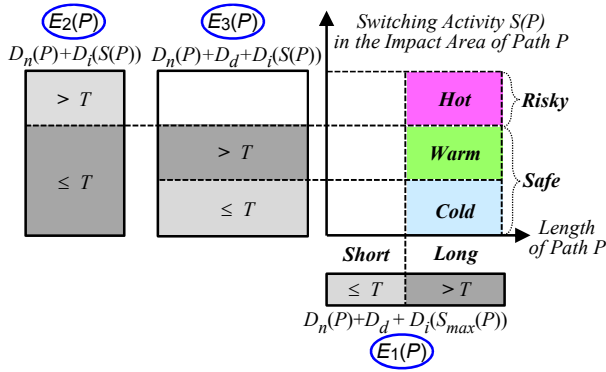 E2(P)
E3(P)
Switching Activity S(P)
in the Impact Area of Path P
Dn(P)+Di(S(P))
Dn(P)+Dd+Di(S(P))
> T
≤ T
> T
≤ T
Hot
Warm
Cold
Risky
Safe
Length
of Path P
Short
Long
≤ T
> T
Dn(P)+Dd + Di(Smax(P))
E1(P)